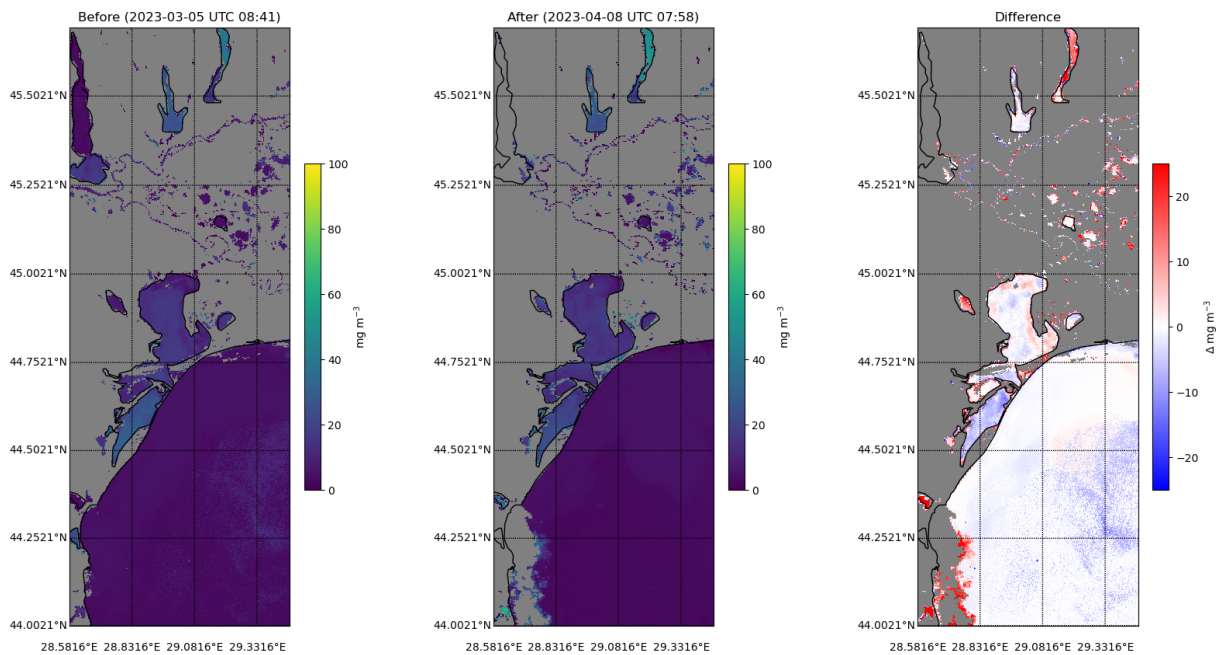 Before (2023-03-05 UTC 08:41)
After (2023-04-08 UTC 07:58)
Difference
45.5021°N
45.2521°N
45.0021°N
44.7521°N
44.5021°N
44.2521°N
44.0021°N
28.5816°E 28.8316°E 29.0816°E 29.3316°E
100
80
60
40
20
0
mg m⁻³
45.5021°N
45.2521°N
45.0021°N
44.7521°N
44.5021°N
44.2521°N
44.0021°N
28.5816°E 28.8316°E 29.0816°E 29.3316°E
100
80
60
40
20
0
mg m⁻³
45.5021°N
45.2521°N
45.0021°N
44.7521°N
44.5021°N
44.2521°N
44.0021°N
28.5816°E 28.8316°E 29.0816°E 29.3316°E
20
10
0
−10
−20
Δ mg m⁻³